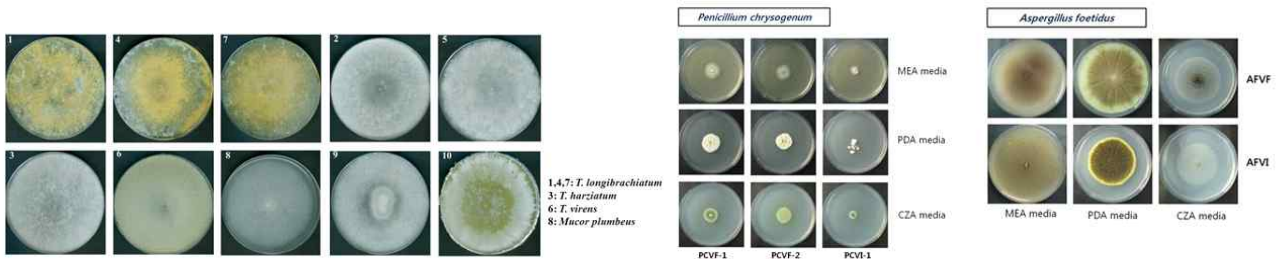 1
4
7
2
5
3
6
8
9
10
1,4,7: T. longibrachiatum
3: T. harziatum
6: T. virens
8: Mucor plumbeus
Penicillium chrysogenum
MEA media
PDA media
CZA media
PCVF-1 PCVF-2 PCVI-1
Aspergillus foetidus
AFVF
AFVI
MEA media PDA media CZA media